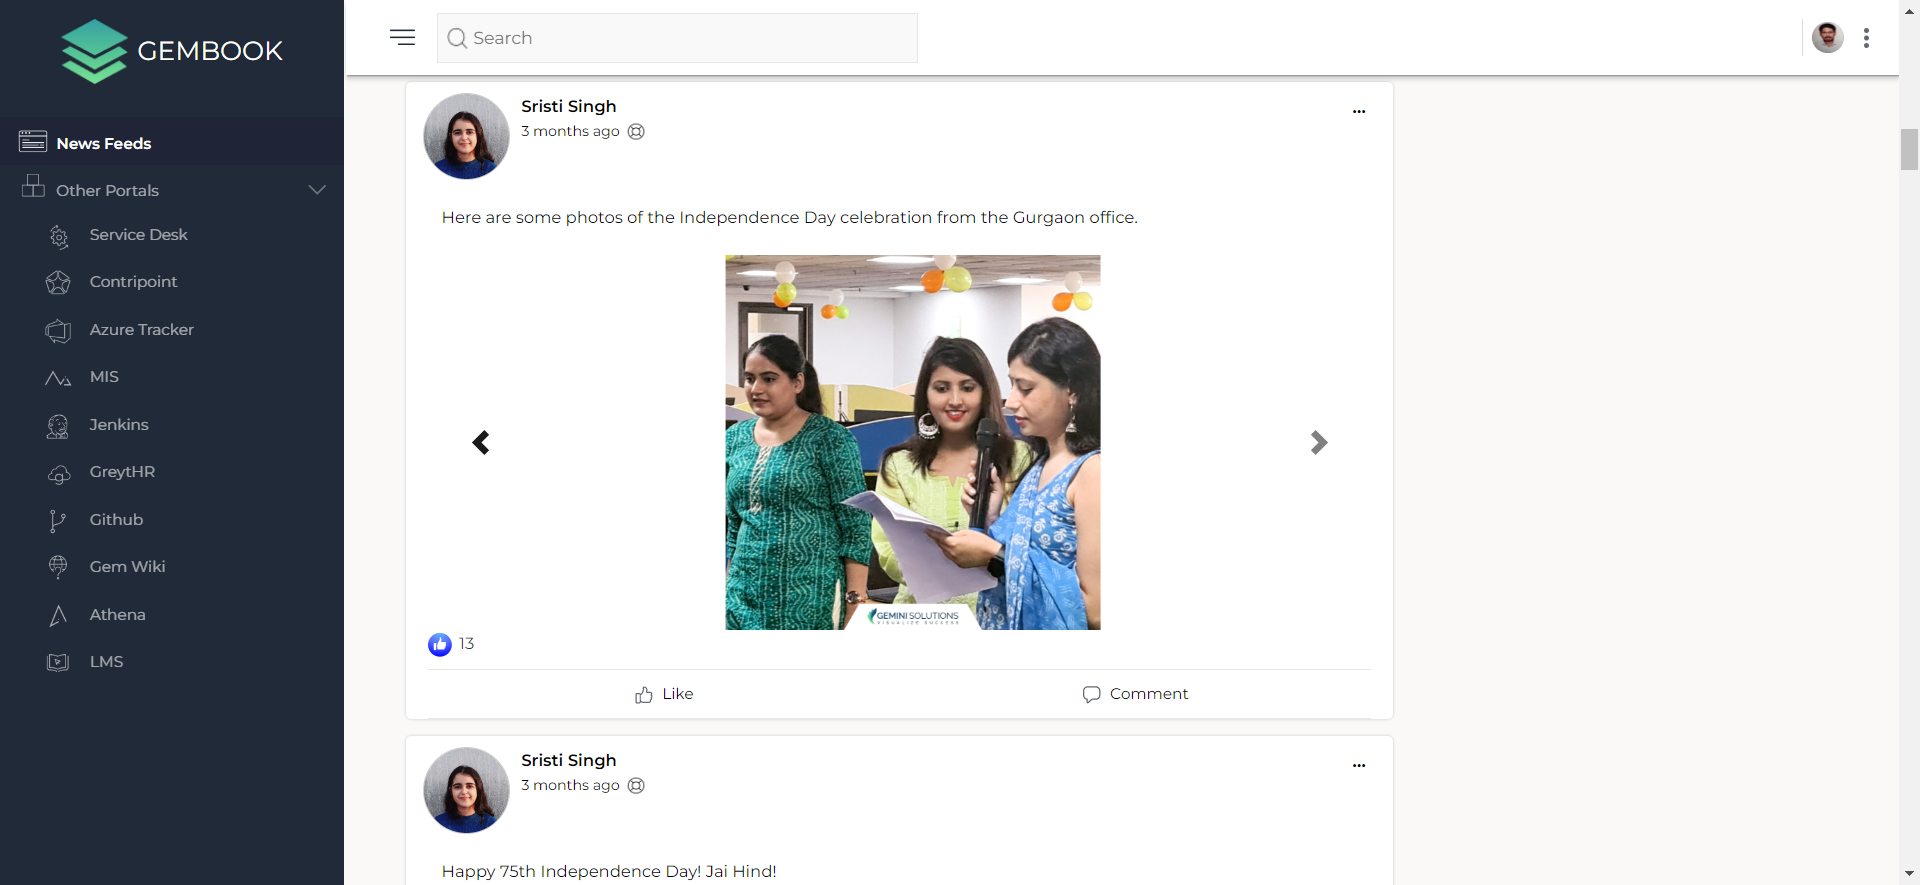 GEMBOOK
Search
News Feeds
Other Portals
Service Desk
Contripoint
Azure Tracker
MIS
Jenkins
GreytHR
Github
Gem Wiki
Athena
LMS
Sristi Singh
3 months ago
Here are some photos of the Independence Day celebration from the Gurgaon office.
GEMINI SOLUTIONS
VISUALIZE SUCCESS
13
Like
Comment
Sristi Singh
3 months ago
Happy 75th Independence Day! Jai Hind!